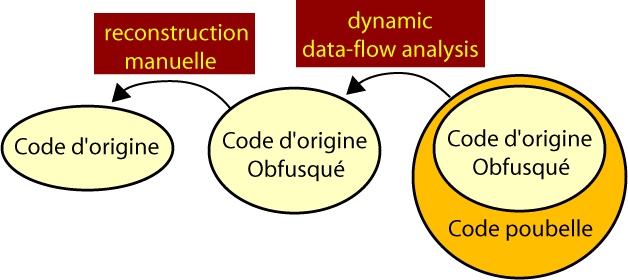 reconstruction
manuelle
dynamic
data-flow analysis
Code d'origine
Code d'origine
Obfusqué
Code d'origine
Obfusqué
Code poubelle